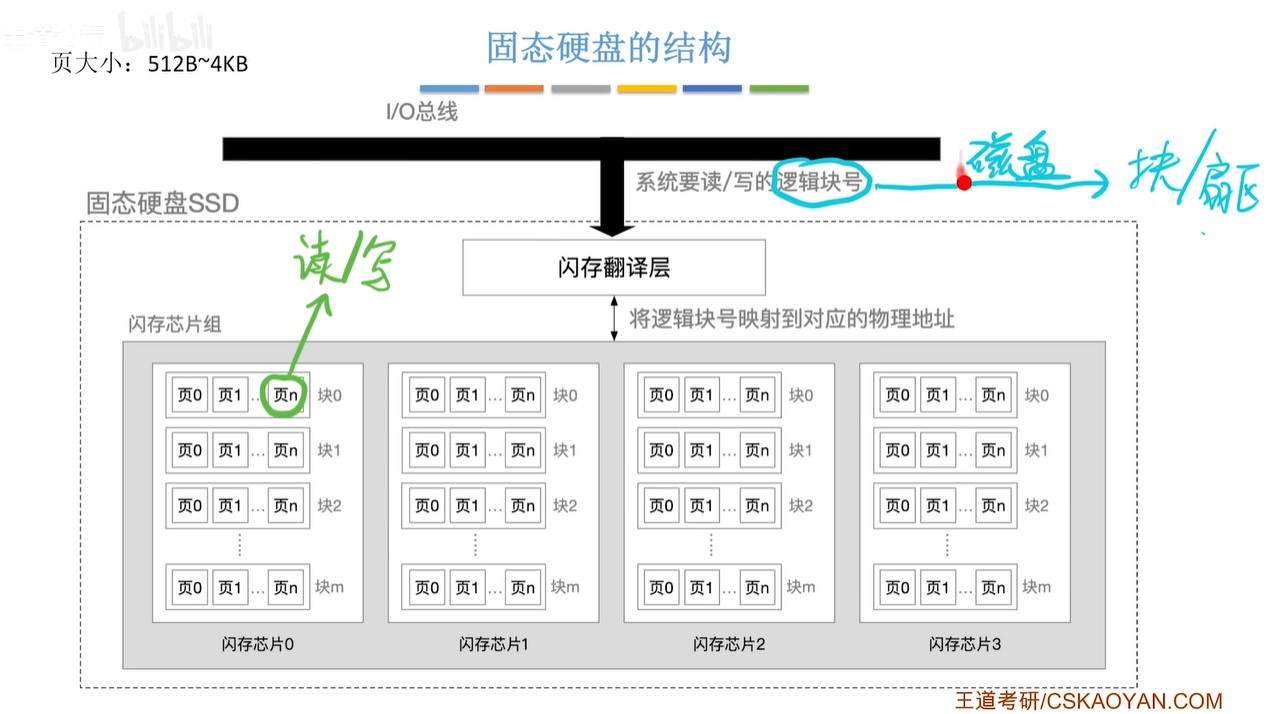 bilibili
固态硬盘的结构
页大小：512B~4KB
I/O总线
磁盘
块/扇区
系统要读/写的逻辑块号
固态硬盘SSD
读/写
闪存翻译层
将逻辑块号映射到对应的物理地址
闪存芯片组
页0 页1 … 页n 块0 页0 页1 … 页n 块0 页0 页1 … 页n 块0 页0 页1 … 页n 块0
页0 页1 … 页n 块1 页0 页1 … 页n 块1 页0 页1 … 页n 块1 页0 页1 … 页n 块1
页0 页1 … 页n 块2 页0 页1 … 页n 块2 页0 页1 … 页n 块2 页0 页1 … 页n 块2
页0 页1 … 页n 块m 页0 页1 … 页n 块m 页0 页1 … 页n 块m 页0 页1 … 页n 块m
闪存芯片0 闪存芯片1 闪存芯片2 闪存芯片3
王道考研/CSKAOYAN.COM